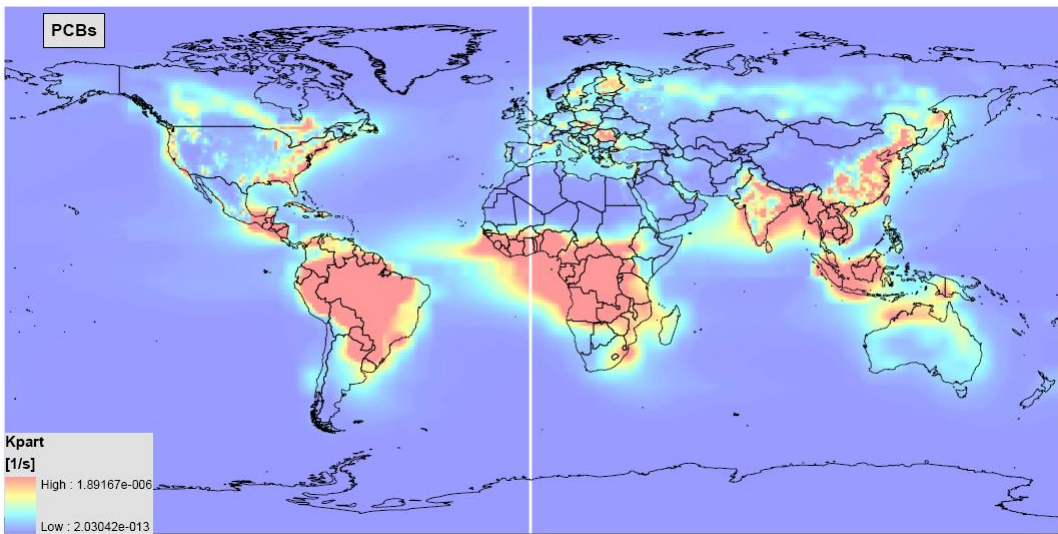 PCBs
Kpart
[1/s]
High : 1.89167e-006
Low : 2.03042e-013